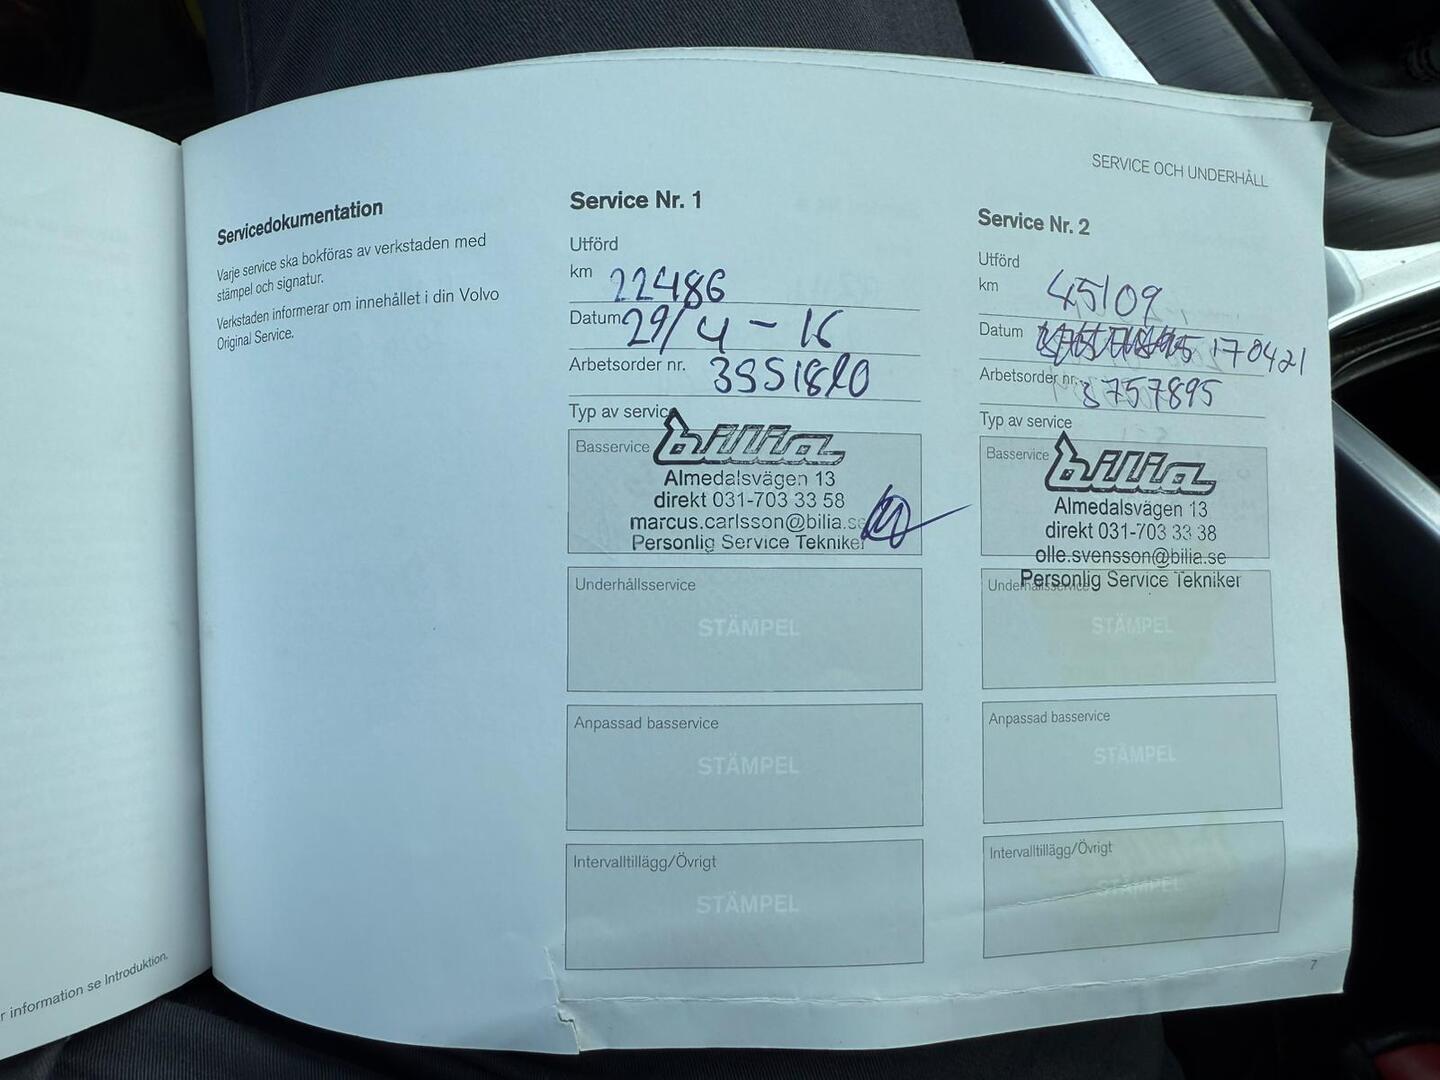 r information se Introduktion.
SERVICE OCH UNDERHÅLL
Servicedokumentation
Varje service ska bokföras av verkstaden med
stämpel och signatur.
Verkstaden informerar om innehållet i din Volvo
Original Service.
Service Nr. 1
Utförd
km 22486
Datum 29/4-16
Arbetsorder nr.
Typ av service
Basservice bilia
Almedalsvägen 13
direkt 031-703 33 58
marcus.carlsson@bilia.se
Personlig Service Tekniker
Underhållsservice
STÄMPEL
Anpassad basservice
STÄMPEL
Intervalltillägg/Övrigt
STÄMPEL
Service Nr. 2
Utförd
km 45109
Datum 170421
Arbetsorder nr. 3757895
Typ av service
Basservice bilia
Almedalsvägen 13
direkt 031-703 33 38
olle.svensson@bilia.se
Personlig Service Tekniker
Underhållsservice
STÄMPEL
Anpassad basservice
STÄMPEL
Intervalltillägg/Övrigt
STÄMPEL
7